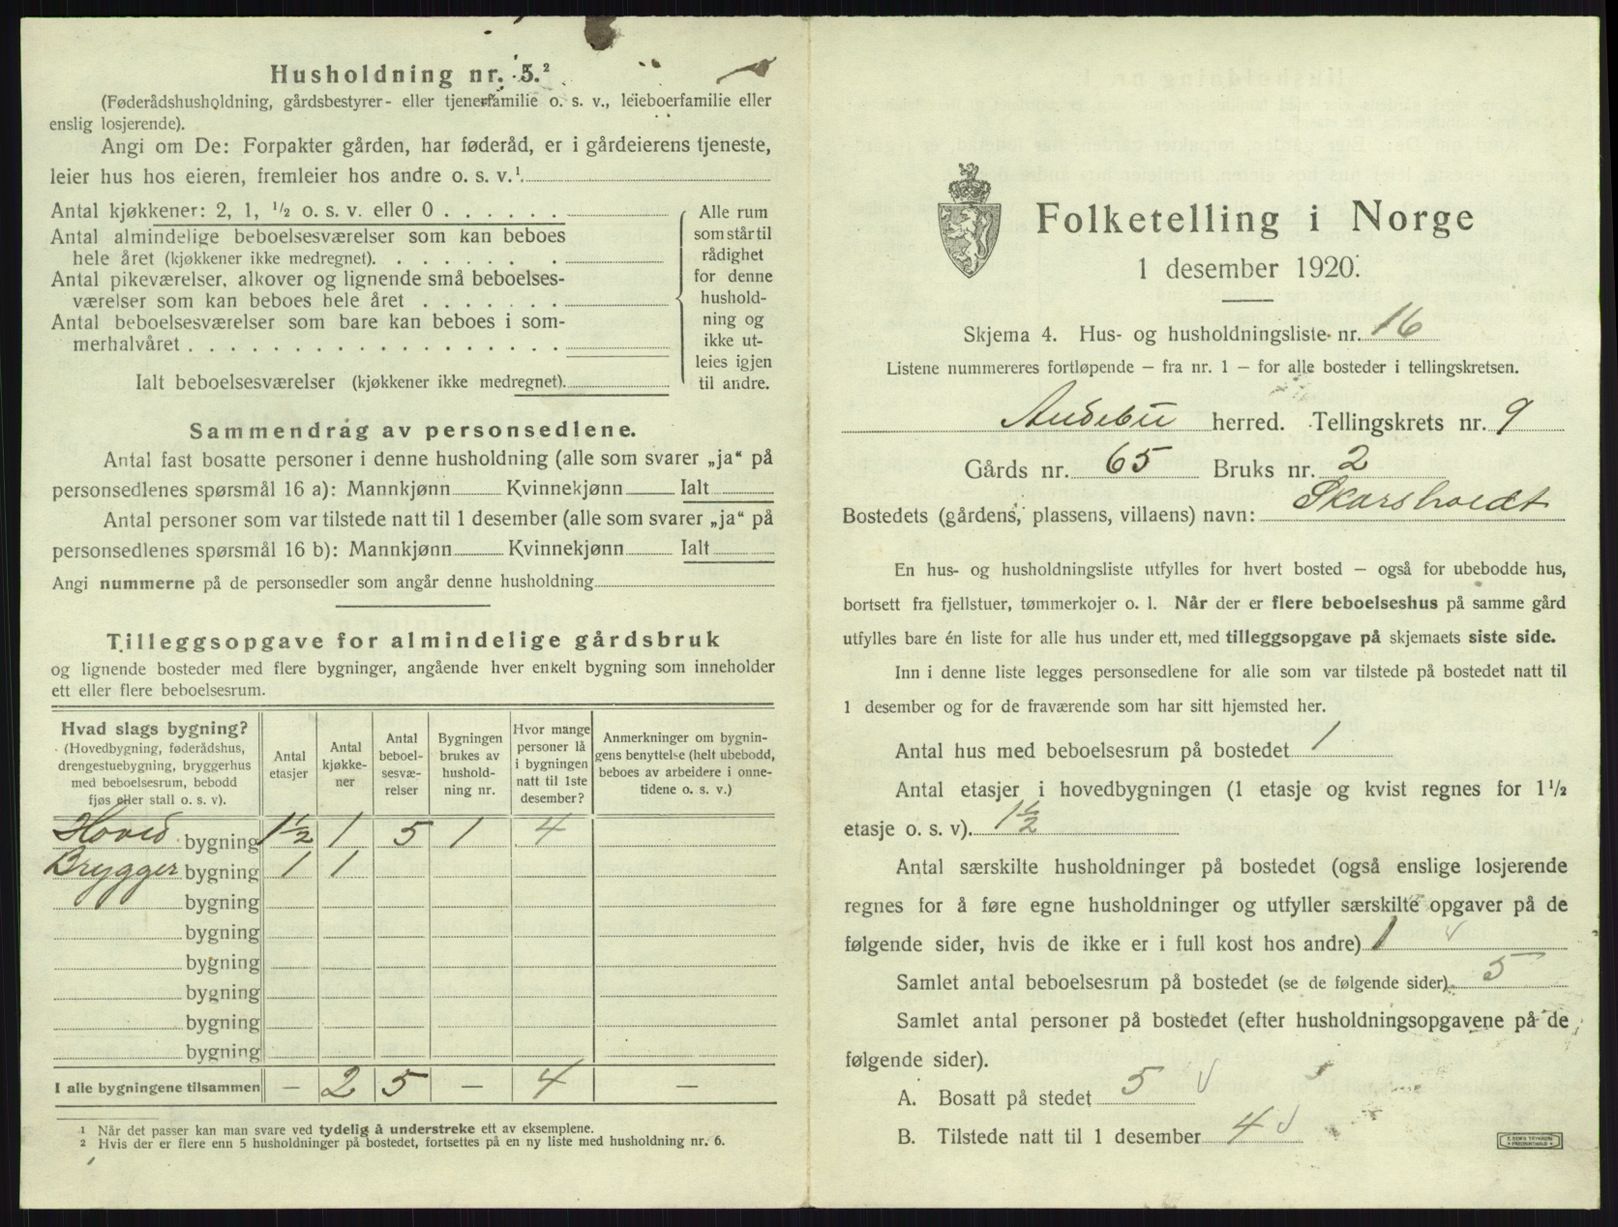 Husholdning nr. 5.²
(Føderådshusholdning, gårdsbestyrer- eller tjenerfamilie o. s. v., leieboerfamilie eller
enslig losjerende).
Angi om De: Forpakter gården, har føderåd, er i gårdeierens tjeneste,
leier hus hos eieren, fremleier hos andre o. s. v.¹
Antal kjøkkener: 2, 1, ½ o. s. v. eller 0
Antal almindelige beboelsesværelser som kan beboes
hele året (kjøkkener ikke medregnet).
Antal pikeværelser, alkover og lignende små beboelses-
værelser som kan beboes hele året
Antal beboelsesværelser som bare kan beboes i som-
merhalvåret
Ialt beboelsesværelser (kjøkkener ikke medregnet).
Alle rum
som står til
rådighet
for denne
hushold-
ning og
ikke ut-
leies igjen
til andre.
Sammendrag av personsedlene.
Antal fast bosatte personer i denne husholdning (alle som svarer „ja“ på
personsedlenes spørsmål 16 a): Mannkjønn Kvinnekjønn Ialt
Antal personer som var tilstede natt til 1 desember (alle som svarer „ja“ på
personsedlenes spørsmål 16 b): Mannkjønn Kvinnekjønn Ialt
Angi nummerne på de personsedler som angår denne husholdning
Tilleggsopgave for almindelige gårdsbruk
og lignende bosteder med flere bygninger, angående hver enkelt bygning som inneholder
ett eller flere beboelsesrum.
Hvad slags bygning?
(Hovedbygning, føderådshus,
drengestuebygning, bryggerhus
med beboelsesrum, bebodd
fjøs eller stall o. s. v).
Antal
etasjer
Antal
kjøkke-
ner
Antal
beboel-
sesvæ-
relser
Bygningen
brukes av
hushold-
ning nr.
Hvor mange
personer lå
i bygningen
natt til 1ste
desember?
Anmerkninger om bygnin-
gens benyttelse (helt ubebodd,
beboes av arbeidere i onne-
tidene o. s. v.)
Hoved bygning 1½ 1 5 1 4
Brygger bygning 1 1
bygning
bygning
bygning
bygning
bygning
bygning
I alle bygningene tilsammen – 2 5 – 4 –
¹ Når det passer kan man svare ved tydelig å understreke ett av eksemplene.
² Hvis der er flere enn 5 husholdninger på bostedet, fortsettes på en ny liste med husholdning nr. 6.
Folketelling i Norge
1 desember 1920.
Skjema 4. Hus- og husholdningsliste nr. 16
Listene nummereres fortløpende – fra nr. 1 – for alle bosteder i tellingskretsen.
Andebu herred. Tellingskrets nr. 9
Gårds nr. 65 Bruks nr. 2
Bostedets (gårdens, plassens, villaens) navn: Skarsholdt
En hus- og husholdningsliste utfylles for hvert bosted – også for ubebodde hus,
bortsett fra fjellstuer, tømmerkojer o. l. Når der er flere beboelseshus på samme gård
utfylles bare én liste for alle hus under ett, med tilleggsopgave på skjemaets siste side.
Inn i denne liste legges personsedlene for alle som var tilstede på bostedet natt til
1 desember og for de fraværende som har sitt hjemsted her.
Antal hus med beboelsesrum på bostedet 1
Antal etasjer i hovedbygningen (1 etasje og kvist regnes for 1½
etasje o. s. v). 1½
Antal særskilte husholdninger på bostedet (også enslige losjerende
regnes for å føre egne husholdninger og utfyller særskilte opgaver på de
følgende sider, hvis de ikke er i full kost hos andre) 1
Samlet antal beboelsesrum på bostedet (se de følgende sider) 5
Samlet antal personer på bostedet (efter husholdningsopgavene på de
følgende sider).
A. Bosatt på stedet 5
B. Tilstede natt til 1 desember 4